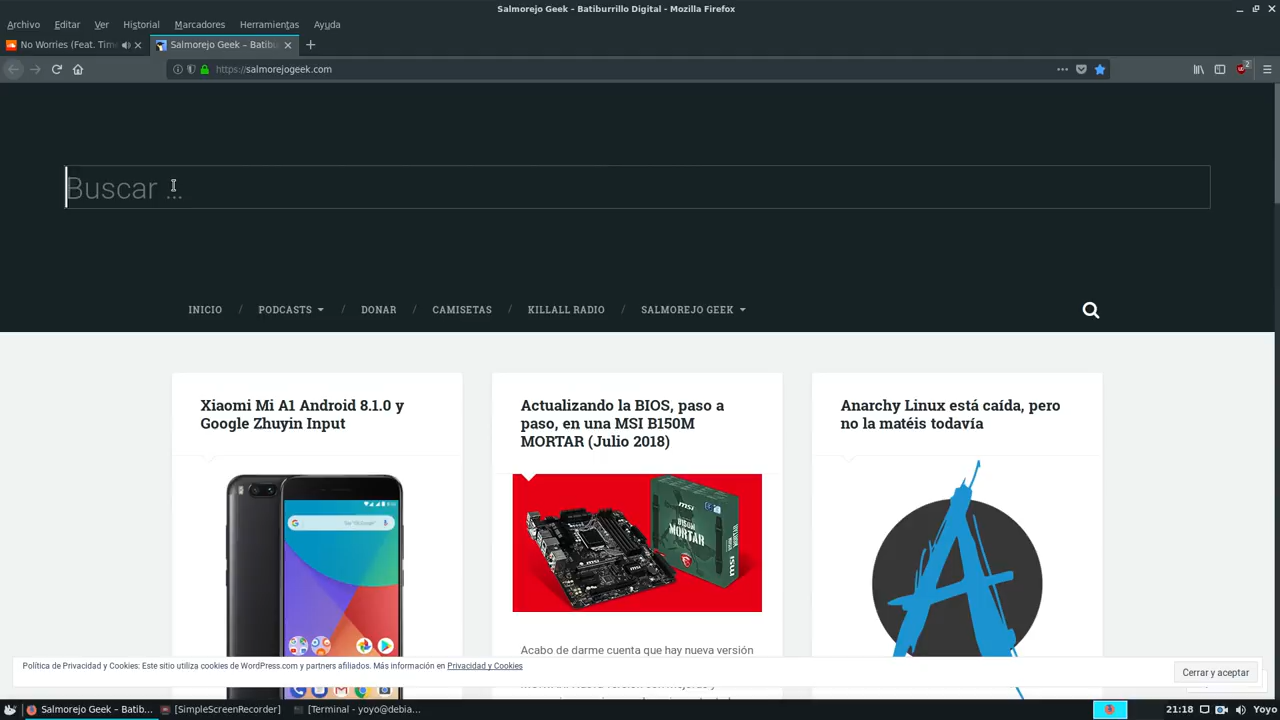 Salmorejo Geek – Batiburrillo Digital - Mozilla Firefox
Archivo Editar Ver Historial Marcadores Herramientas Ayuda
No Worries (Feat. Tim
Salmorejo Geek – Batibu
https://salmorejogeek.com
2
Buscar ...
INICIO / PODCASTS / DONAR / CAMISETAS / KILLALL RADIO / SALMOREJO GEEK
Xiaomi Mi A1 Android 8.1.0 y
Google Zhuyin Input
Actualizando la BIOS, paso a
paso, en una MSI B150M
MORTAR (Julio 2018)
Anarchy Linux está caída, pero
no la matéis todavía
msi
B150M
MORTAR
Acabo de darme cuenta que hay nueva versión
Política de Privacidad y Cookies: Este sitio utiliza cookies de WordPress.com y partners afiliados. Más información en Privacidad y Cookies
Cerrar y aceptar
Salmorejo Geek – Batib...
[SimpleScreenRecorder]
[Terminal - yoyo@debia...
21:18
Yoyo